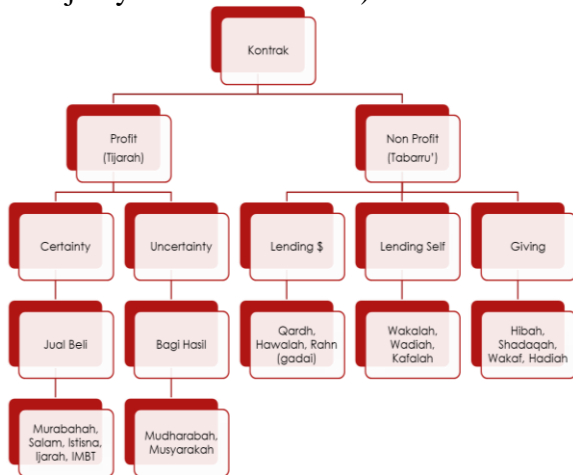 Kontrak
Profit
(Tijarah)
Non Profit
(Tabarru')
Certainty
Uncertainty
Lending $
Lending Self
Giving
Jual Beli
Bagi Hasil
Qardh,
Hawalah, Rahn
(gadai)
Wakalah,
Wadiah,
Kafalah
Hibah,
Shadaqah,
Wakaf, Hadiah
Murabahah,
Salam, Istisna,
Ijarah, IMBT
Mudharabah,
Musyarakah